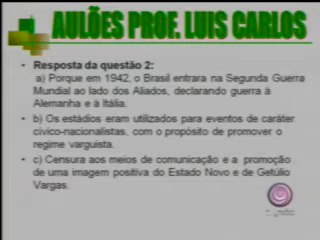 AULÕES PROF. LUIS CARLOS
• Resposta da questão 2:
a) Porque em 1942, o Brasil entrara na Segunda Guerra
Mundial ao lado dos Aliados, declarando guerra à
Alemanha e à Itália.
• b) Os estádios eram utilizados para eventos de caráter
cívico-nacionalistas, com o propósito de promover o
regime varguista.
• c) Censura aos meios de comunicação e a promoção
de uma imagem positiva do Estado Novo e de Getúlio
Vargas.